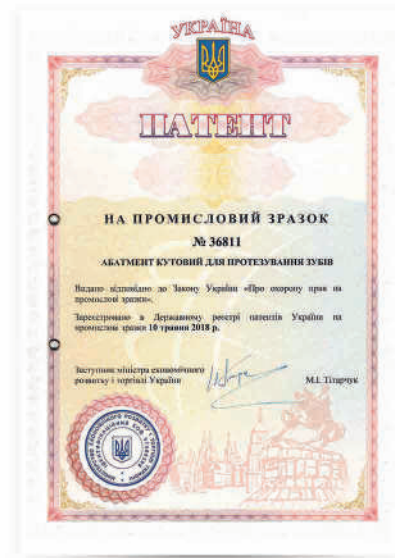 УКРАЇНА
ПАТЕНТ
НА ПРОМИСЛОВИЙ ЗРАЗОК
№ 36811
АБАТМЕНТ КУТОВИЙ ДЛЯ ПРОТЕЗУВАННЯ ЗУБІВ
Видано відповідно до Закону України «Про охорону прав на
промислові зразки».
Зареєстровано в Державному реєстрі патентів України на
промислові зразки 10 травня 2018 р.
Заступник міністра економічного
розвитку і торгівлі України
М.І. Тітарчук